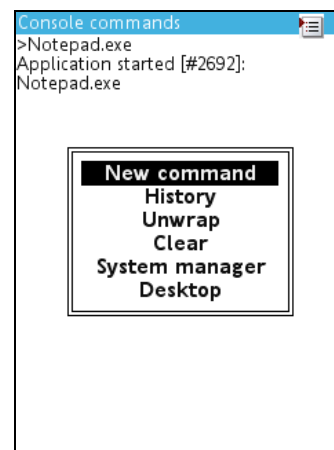 Console commands
>Notepad.exe
Application started [#2692]:
Notepad.exe
New command
History
Unwrap
Clear
System manager
Desktop